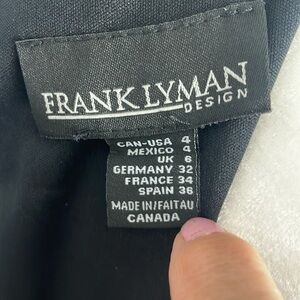 FRANK LYMAN
DESIGN
CAN-USA 4
MEXICO 4
UK 6
GERMANY 32
FRANCE 34
SPAIN 36
MADE IN/FAIT AU
CANADA